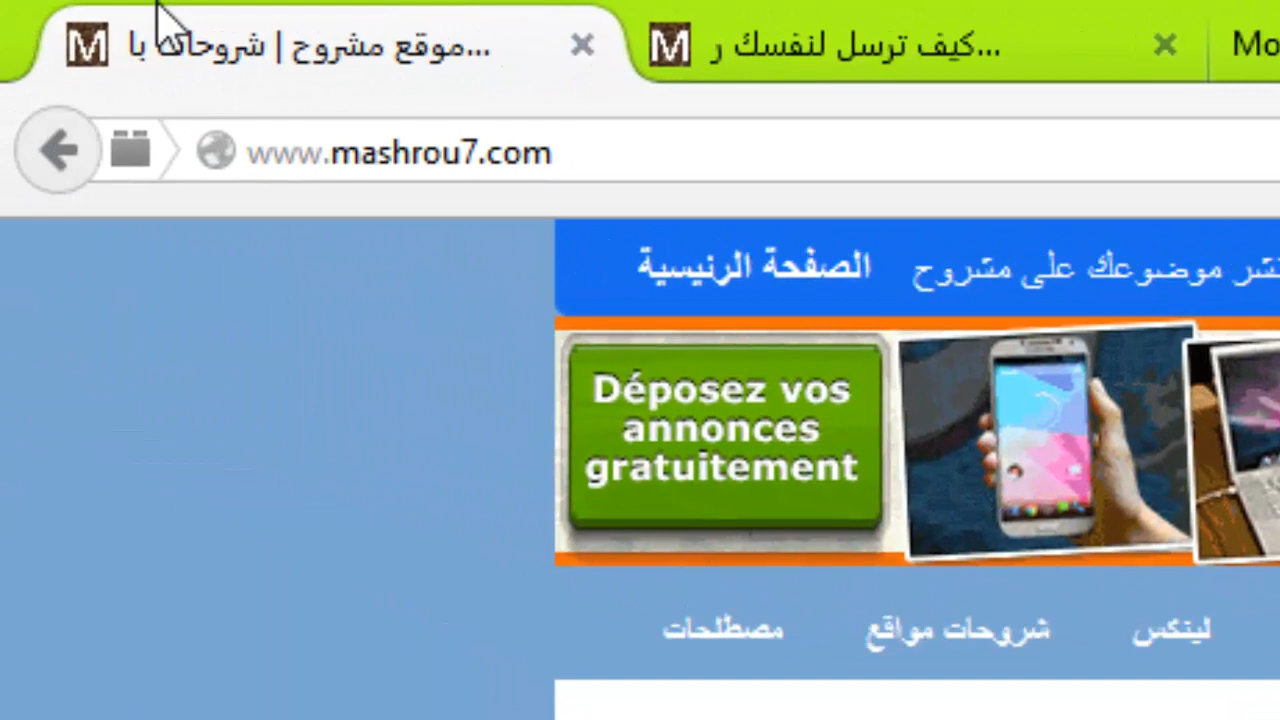 موقع مشروح | شروحات با...
كيف ترسل لنفسك ر...
Mo
www.mashrou7.com
الصفحة الرئيسية
نشر موضوعك على مشروح
Déposez vos
annonces
gratuitement
لينكس
شروحات مواقع
مصطلحات